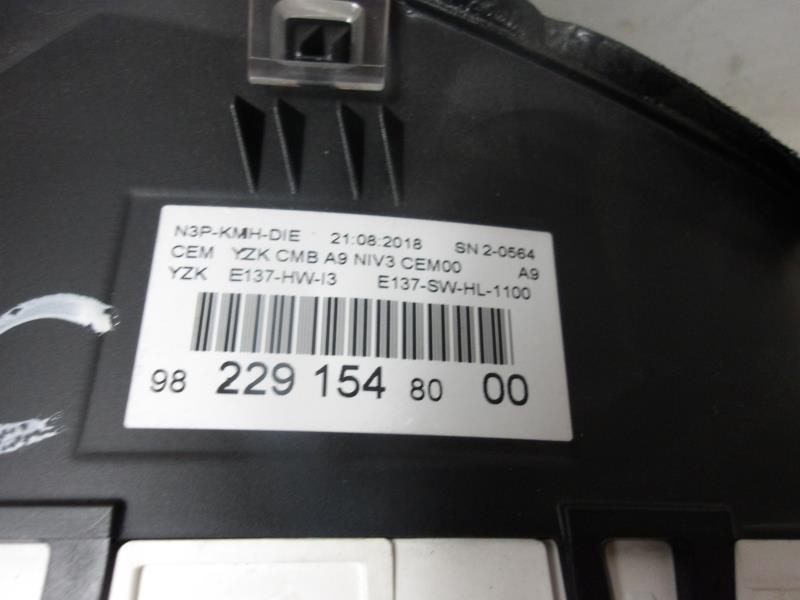 N3P-KM/H-DIE 21:08:2018 SN 2-0564
CEM YZK CMB A9 NIV3 CEM00 A9
YZK E137-HW-I3 E137-SW-HL-1100
98 229 154 80 00